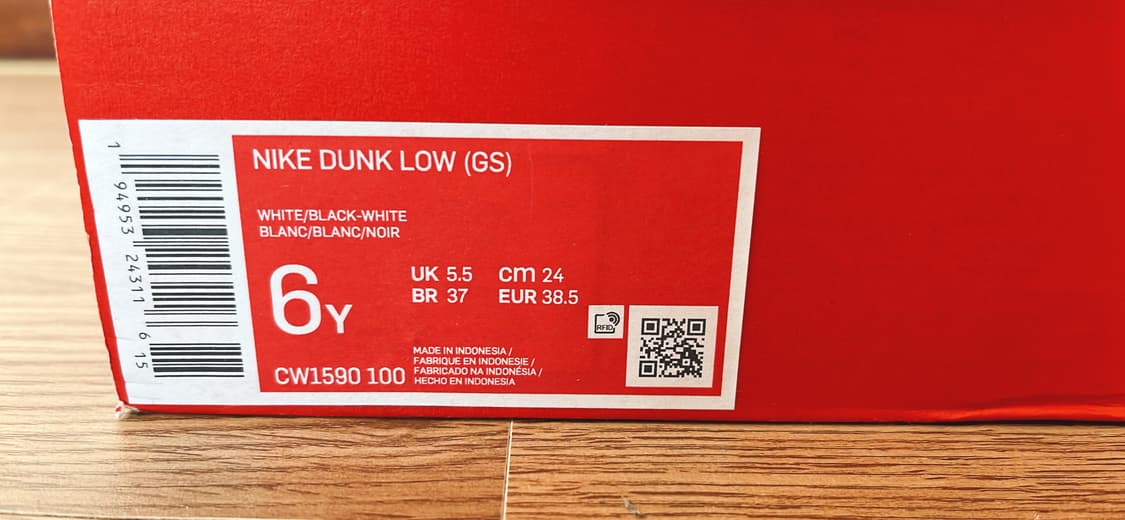 NIKE DUNK LOW (GS)
WHITE/BLACK-WHITE
BLANC/BLANC/NOIR
6Y
UK 5.5 cm 24
BR 37 EUR 38.5
RFID
MADE IN INDONESIA /
FABRIQUE EN INDONESIE /
FABRICADO NA INDONÉSIA /
HECHO EN INDONESIA
CW1590 100
1 94953 24311 6 15